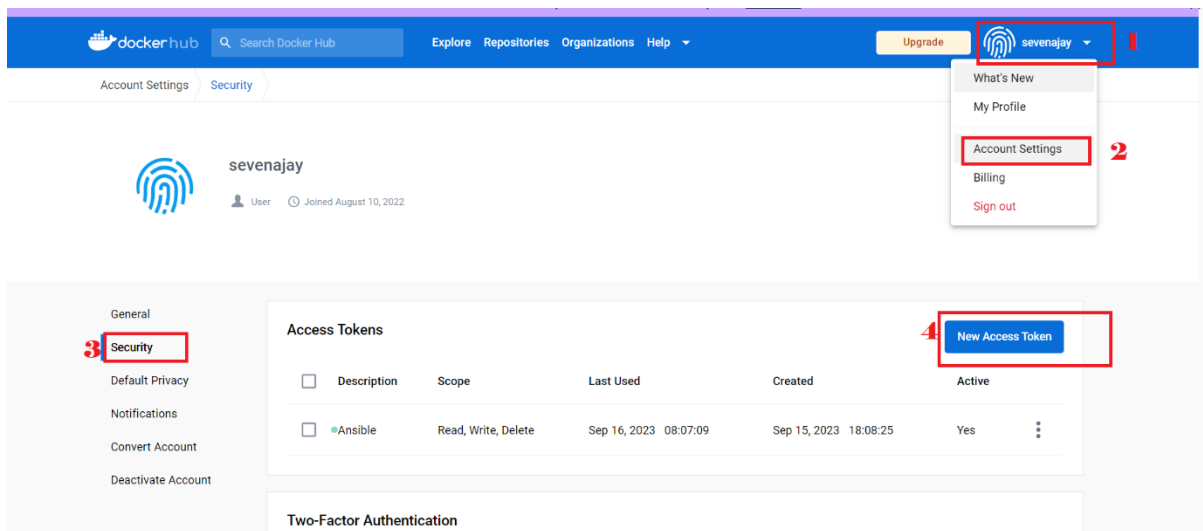 dockerhub Search Docker Hub Explore Repositories Organizations Help Upgrade sevenajay 1
Account Settings Security
What's New
My Profile
Account Settings 2
Billing
Sign out
sevenajay
User Joined August 10, 2022
General
3 Security
Default Privacy
Notifications
Convert Account
Deactivate Account
Access Tokens 4 New Access Token
Description Scope Last Used Created Active
Ansible Read, Write, Delete Sep 16, 2023 08:07:09 Sep 15, 2023 18:08:25 Yes
Two-Factor Authentication